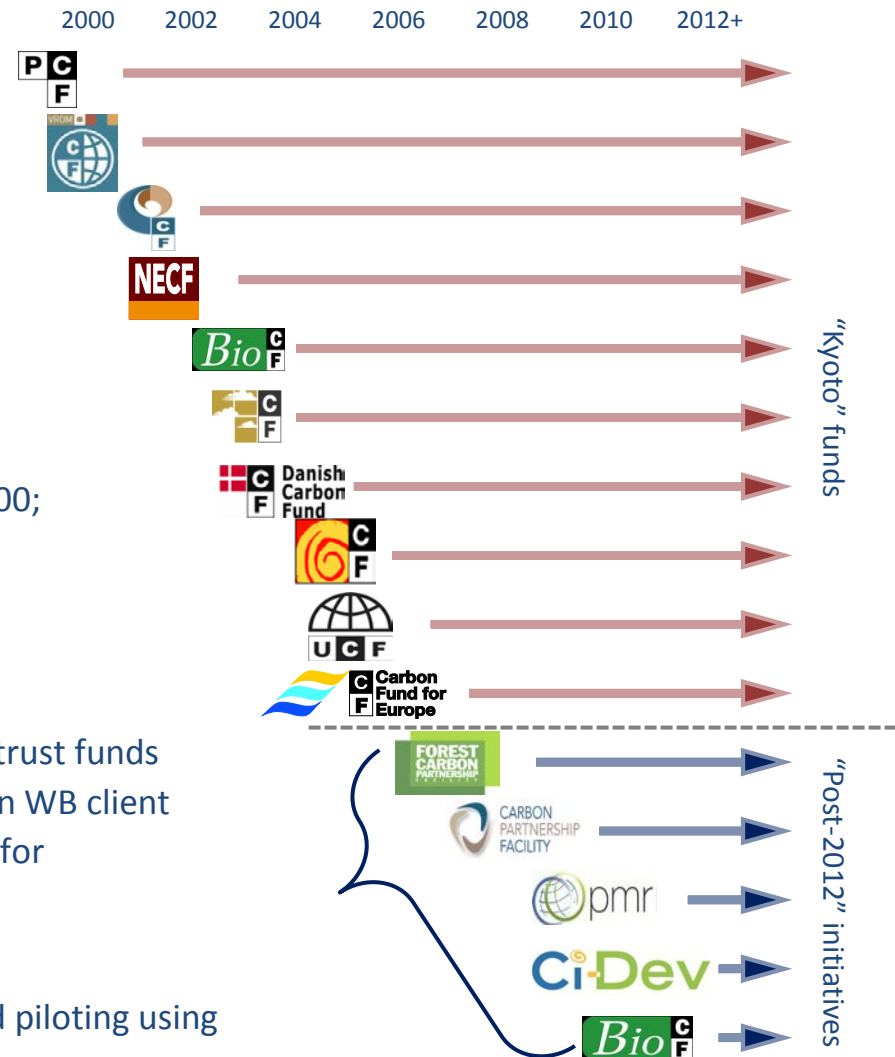 2000 2002 2004 2006 2008 2010 2012+
P C
F
VROM
C
F
C
F
NECF
Bio C
F
C
F
C Danish
F Carbon
Fund
00;
C
F
UCF
C Carbon
F Fund for
Europe
"Kyoto" funds
trust funds
n WB client
for
d piloting using
FOREST
CARBON
PARTNERSHIP
FACILITY
CARBON
PARTNERSHIP
FACILITY
pmr
Ci-Dev
Bio C
F
"Post-2012" initiatives